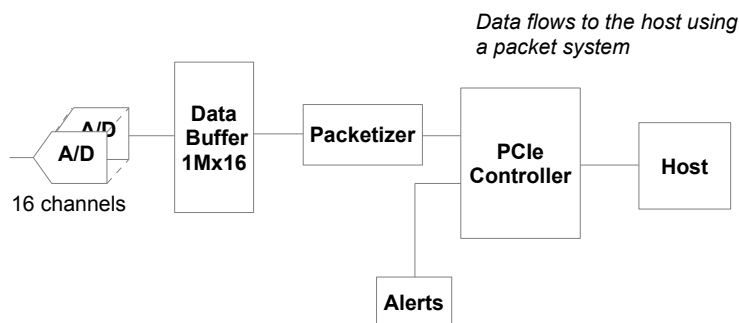 Data flows to the host using
a packet system
A/D
A/D
16 channels
Data
Buffer
1Mx16
Packetizer
PCIe
Controller
Host
Alerts